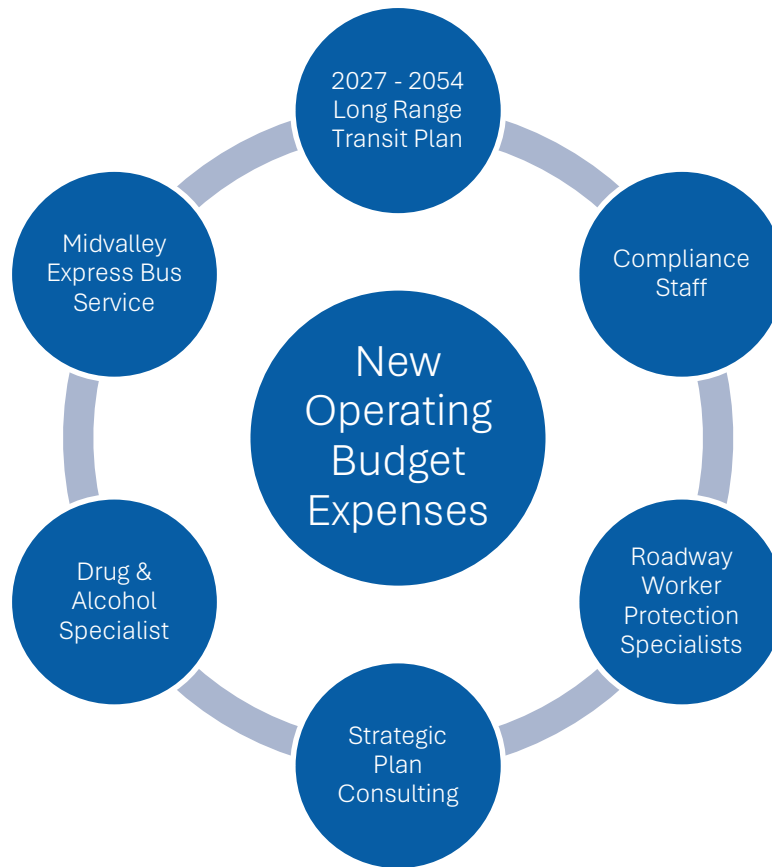 2027 - 2054
Long Range
Transit Plan
Compliance
Staff
Roadway
Worker
Protection
Specialists
Strategic
Plan
Consulting
Drug &
Alcohol
Specialist
Midvalley
Express Bus
Service
New
Operating
Budget
Expenses